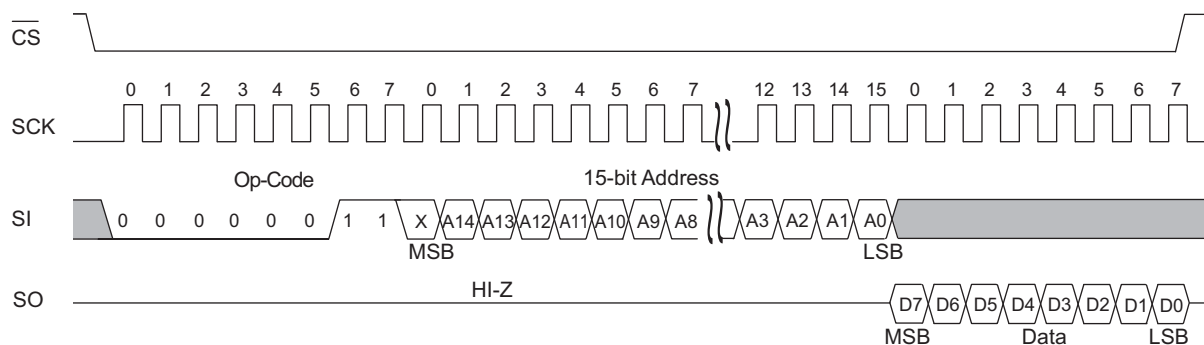 CS
0 1 2 3 4 5 6 7 0 1 2 3 4 5 6 7 12 13 14 15 0 1 2 3 4 5 6 7
SCK
Op-Code 15-bit Address
SI 0 0 0 0 0 0 1 1 X A14 A13 A12 A11 A10 A9 A8 A3 A2 A1 A0
MSB LSB
HI-Z
SO D7 D6 D5 D4 D3 D2 D1 D0
MSB Data LSB